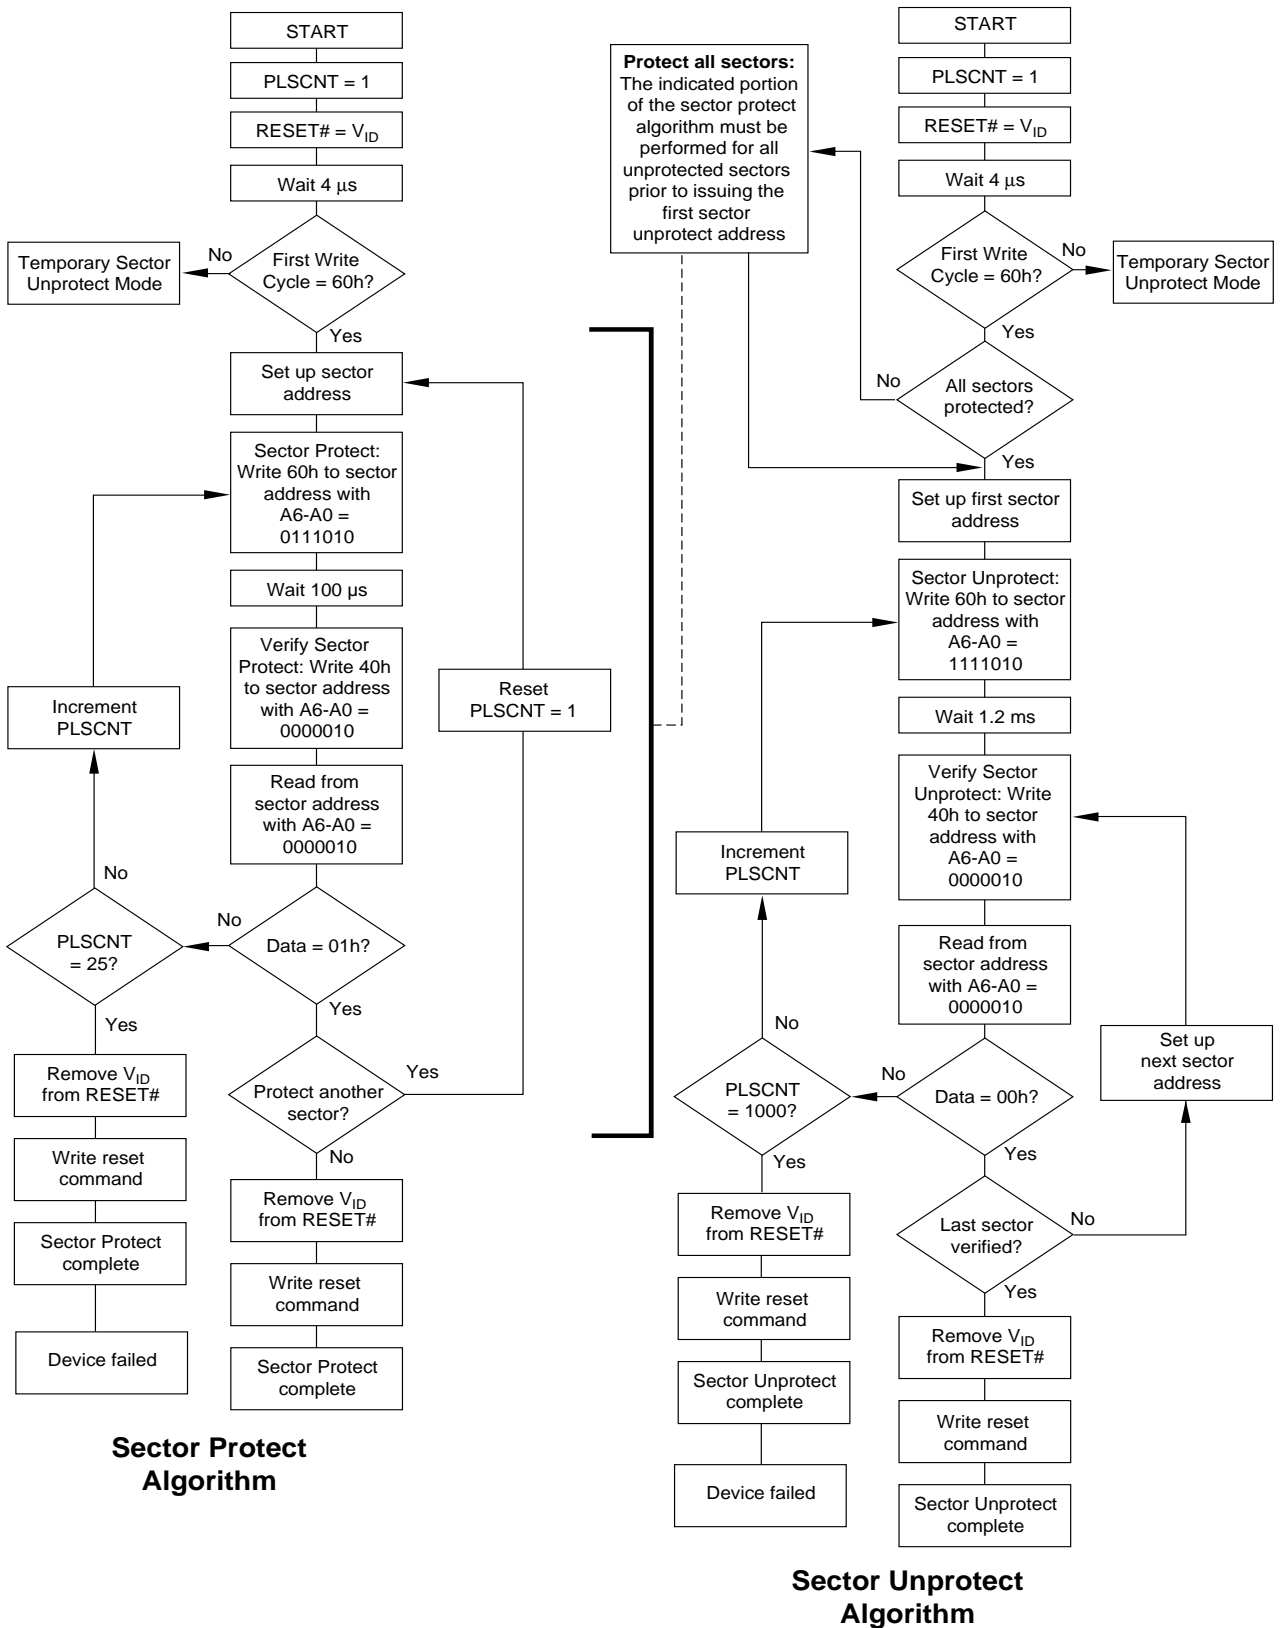 START
PLSCNT = 1
RESET# = VID
Wait 4 μs
First Write
Cycle = 60h?
No
Temporary Sector
Unprotect Mode
Yes
Set up sector
address
Sector Protect:
Write 60h to sector
address with
A6-A0 =
0111010
Wait 100 µs
Verify Sector
Protect: Write 40h
to sector address
with A6-A0 =
0000010
Reset
PLSCNT = 1
Increment
PLSCNT
Read from
sector address
with A6-A0 =
0000010
No
No
PLSCNT
= 25?
Data = 01h?
Yes
Yes
Remove VID
from RESET#
Protect another
sector?
Yes
No
Write reset
command
Remove VID
from RESET#
Sector Protect
complete
Write reset
command
Device failed
Sector Protect
complete
Sector Protect
Algorithm
Protect all sectors:
The indicated portion
of the sector protect
algorithm must be
performed for all
unprotected sectors
prior to issuing the
first sector
unprotect address
START
PLSCNT = 1
RESET# = VID
Wait 4 μs
First Write
Cycle = 60h?
No
Temporary Sector
Unprotect Mode
Yes
No
All sectors
protected?
Yes
Set up first sector
address
Sector Unprotect:
Write 60h to sector
address with
A6-A0 =
1111010
Wait 1.2 ms
Verify Sector
Unprotect: Write
40h to sector
address with
A6-A0 =
0000010
Increment
PLSCNT
Read from
sector address
with A6-A0 =
0000010
No
Set up
next sector
address
No
PLSCNT
= 1000?
Data = 00h?
Yes
Yes
Remove VID
from RESET#
Last sector
verified?
No
Yes
Write reset
command
Remove VID
from RESET#
Sector Unprotect
complete
Write reset
command
Device failed
Sector Unprotect
complete
Sector Unprotect
Algorithm